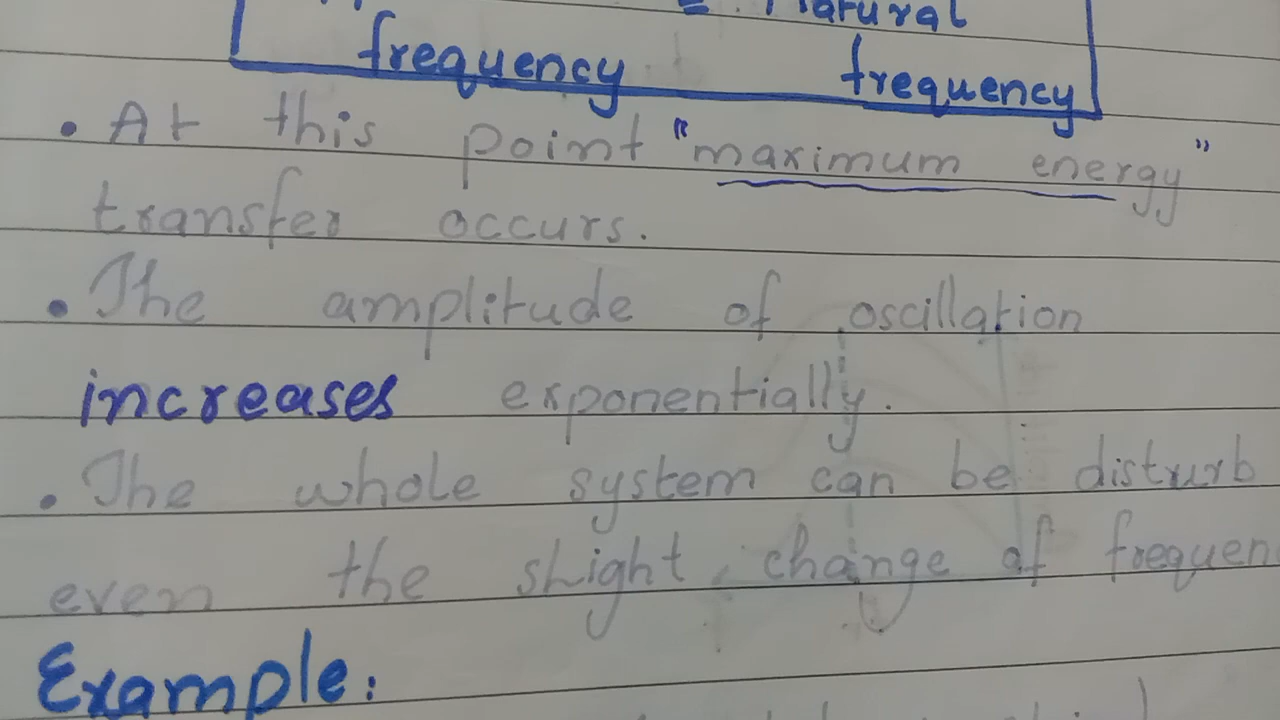 = Natural
frequency frequency
• At this point "maximum energy"
transfer occurs.
• The amplitude of oscillation
increases exponentially.
• The whole system can be disturb
even the slight change of frequen
Example: